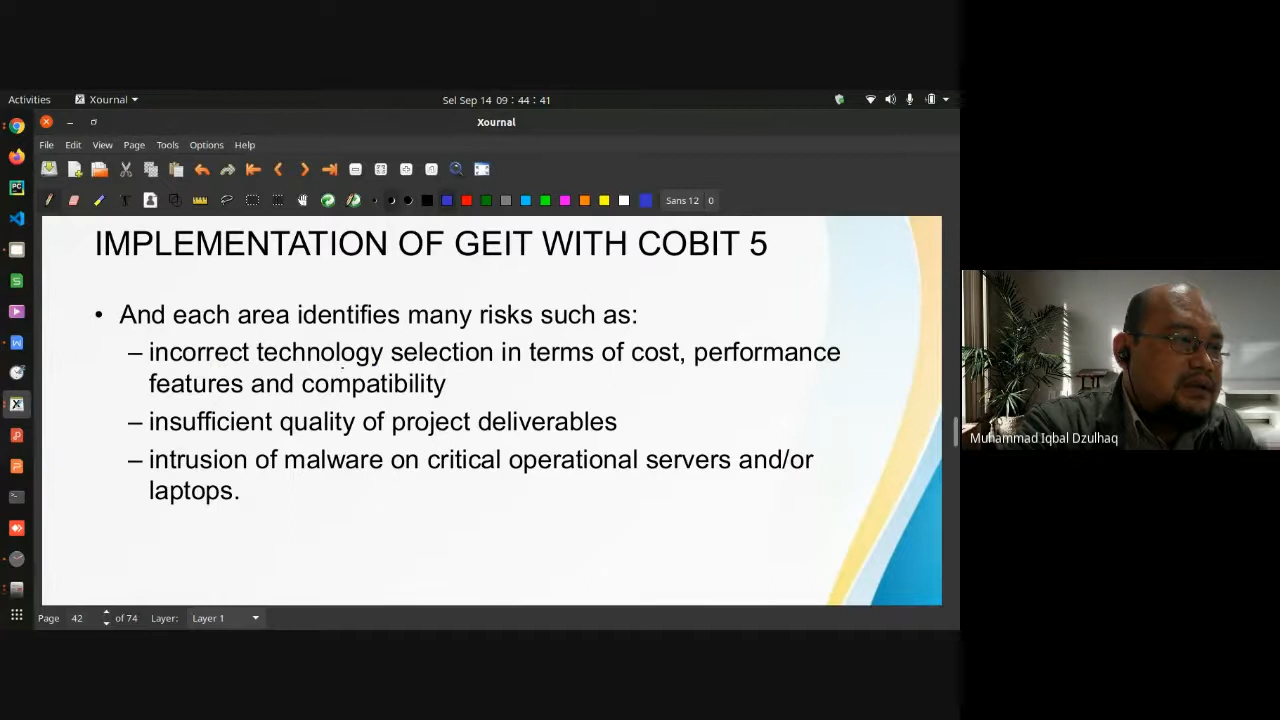 Activities Xournal Sel Sep 14 09 : 44 : 41
Xournal
File Edit View Page Tools Options Help
Sans 12 0
IMPLEMENTATION OF GEIT WITH COBIT 5
• And each area identifies many risks such as:
– incorrect technology selection in terms of cost, performance
features and compatibility
– insufficient quality of project deliverables
– intrusion of malware on critical operational servers and/or
laptops.
Muhammad Iqbal Dzulhaq
Page 42 of 74 Layer: Layer 1